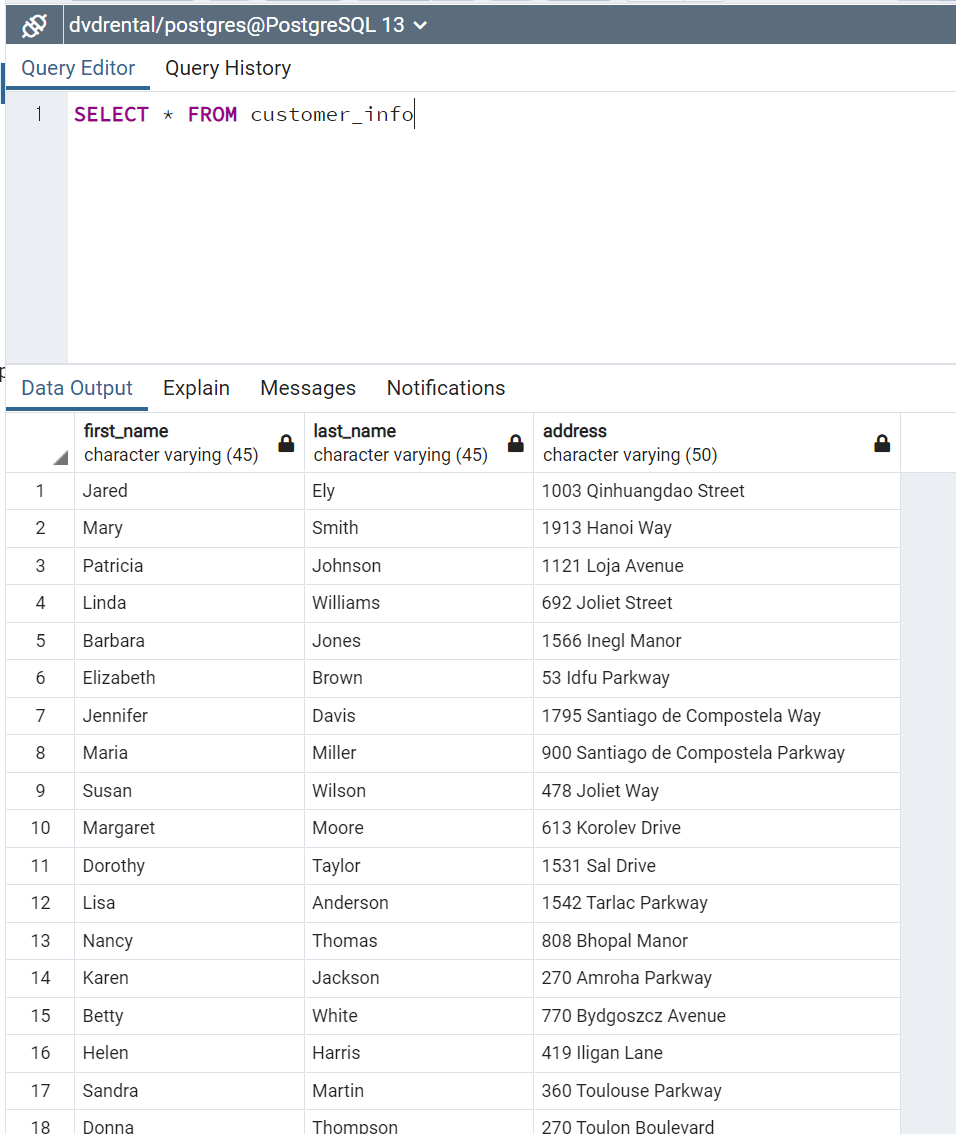 dvdrental/postgres@PostgreSQL 13
Query Editor Query History
1 SELECT * FROM customer_info
p
Data Output Explain Messages Notifications
first_name last_name address
character varying (45) character varying (45) character varying (50)
1 Jared Ely 1003 Qinhuangdao Street
2 Mary Smith 1913 Hanoi Way
3 Patricia Johnson 1121 Loja Avenue
4 Linda Williams 692 Joliet Street
5 Barbara Jones 1566 Inegl Manor
6 Elizabeth Brown 53 Idfu Parkway
7 Jennifer Davis 1795 Santiago de Compostela Way
8 Maria Miller 900 Santiago de Compostela Parkway
9 Susan Wilson 478 Joliet Way
10 Margaret Moore 613 Korolev Drive
11 Dorothy Taylor 1531 Sal Drive
12 Lisa Anderson 1542 Tarlac Parkway
13 Nancy Thomas 808 Bhopal Manor
14 Karen Jackson 270 Amroha Parkway
15 Betty White 770 Bydgoszcz Avenue
16 Helen Harris 419 Iligan Lane
17 Sandra Martin 360 Toulouse Parkway
18 Donna Thompson 270 Toulon Boulevard